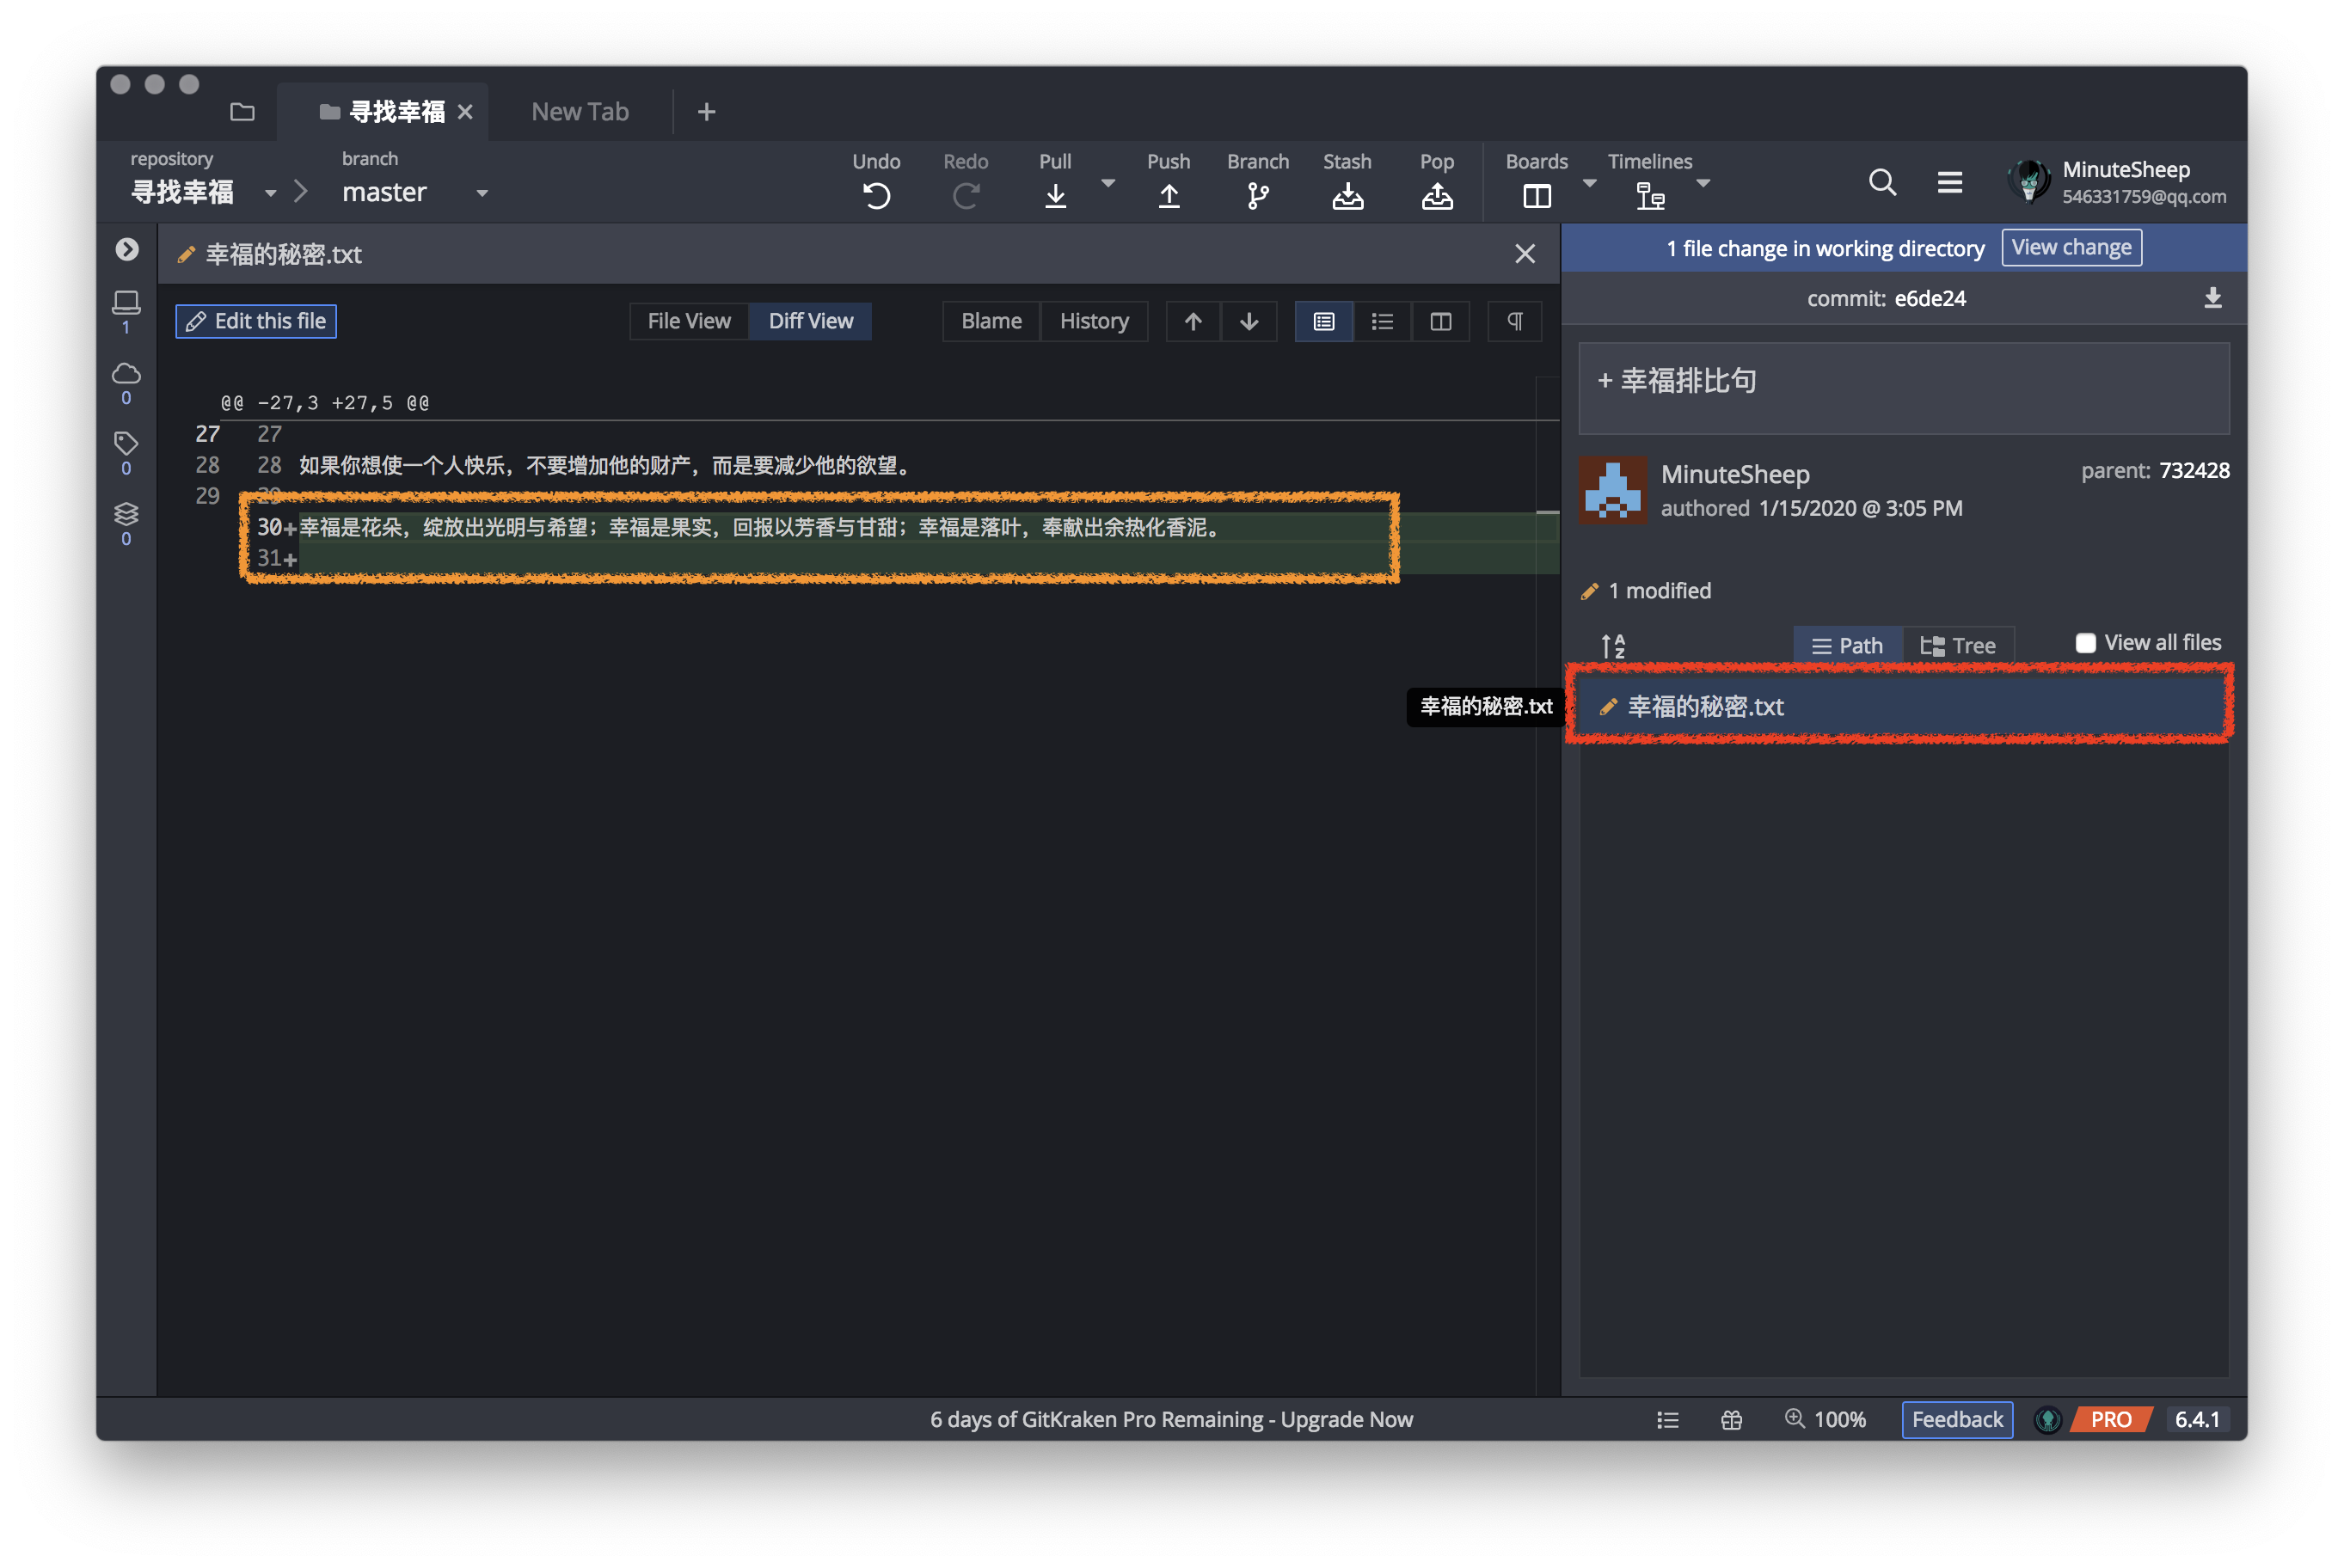 寻找幸福
New Tab
repository
寻找幸福
branch
master
Undo
Redo
Pull
Push
Branch
Stash
Pop
Boards
Timelines
MinuteSheep
546331759@qq.com
幸福的秘密.txt
1 file change in working directory
View change
commit: e6de24
Edit this file
File View
Diff View
Blame
History
+ 幸福排比句
@@ -27,3 +27,5 @@
27 27
28 28 如果你想使一个人快乐，不要增加他的财产，而是要减少他的欲望。
29 29
30+幸福是花朵，绽放出光明与希望；幸福是果实，回报以芳香与甘甜；幸福是落叶，奉献出余热化香泥。
31+
1
0
0
0
MinuteSheep
authored 1/15/2020 @ 3:05 PM
parent: 732428
1 modified
A
Z
Path
Tree
View all files
幸福的秘密.txt
幸福的秘密.txt
6 days of GitKraken Pro Remaining - Upgrade Now
100%
Feedback
PRO
6.4.1